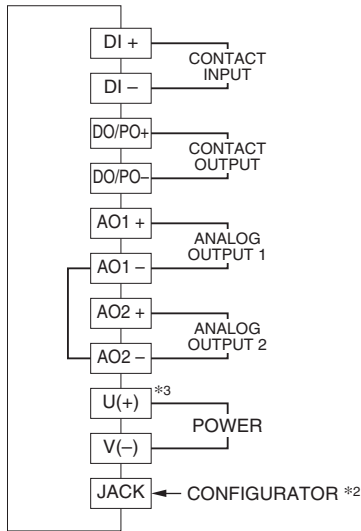 DI +
CONTACT
INPUT
DI –
DO/PO+
CONTACT
OUTPUT
DO/PO–
AO1 +
ANALOG
OUTPUT 1
AO1 –
AO2 +
ANALOG
OUTPUT 2
AO2 –
U(+) *3
POWER
V(–)
JACK CONFIGURATOR *2